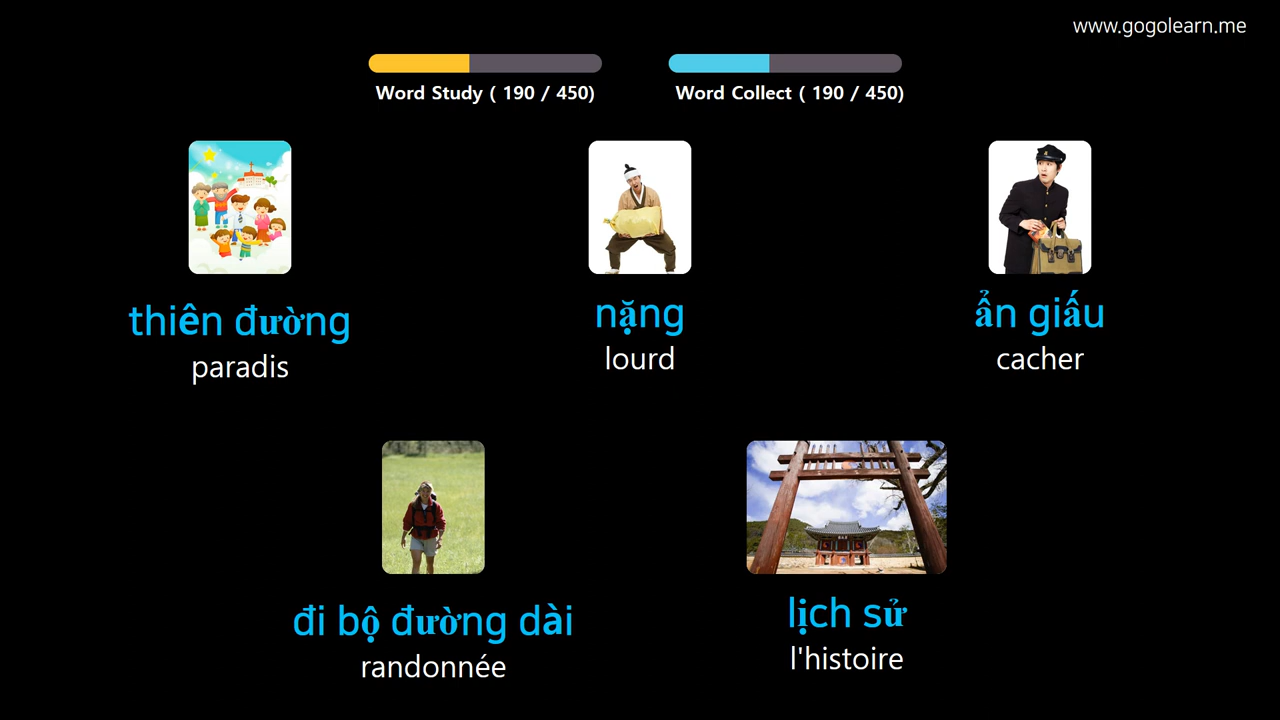 www.gogolearn.me
Word Study ( 190 / 450)
Word Collect ( 190 / 450)
thiên đường
paradis
nặng
lourd
ẩn giấu
cacher
đi bộ đường dài
randonnée
lịch sử
l'histoire